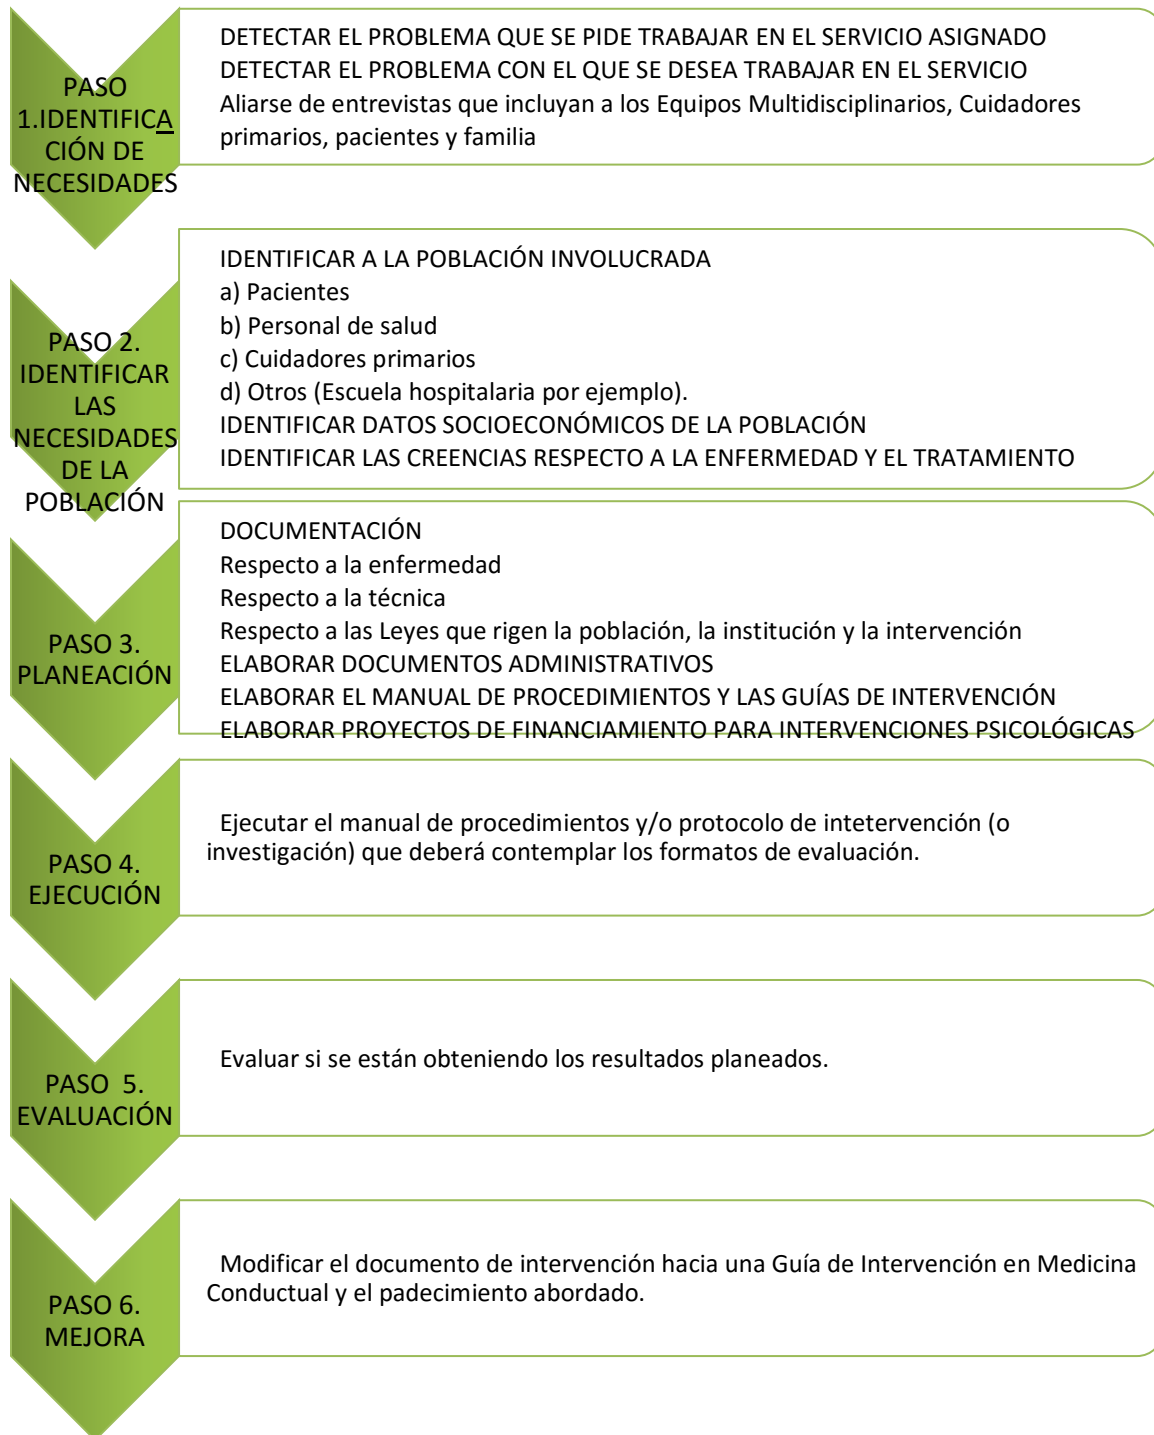 PASO
1.IDENTIFICA
CIÓN DE
NECESIDADES
DETECTAR EL PROBLEMA QUE SE PIDE TRABAJAR EN EL SERVICIO ASIGNADO
DETECTAR EL PROBLEMA CON EL QUE SE DESEA TRABAJAR EN EL SERVICIO
Aliarse de entrevistas que incluyan a los Equipos Multidisciplinarios, Cuidadores
primarios, pacientes y familia
PASO 2.
IDENTIFICAR
LAS
NECESIDADES
DE LA
POBLACIÓN
IDENTIFICAR A LA POBLACIÓN INVOLUCRADA
a) Pacientes
b) Personal de salud
c) Cuidadores primarios
d) Otros (Escuela hospitalaria por ejemplo).
IDENTIFICAR DATOS SOCIOECONÓMICOS DE LA POBLACIÓN
IDENTIFICAR LAS CREENCIAS RESPECTO A LA ENFERMEDAD Y EL TRATAMIENTO
PASO 3.
PLANEACIÓN
DOCUMENTACIÓN
Respecto a la enfermedad
Respecto a la técnica
Respecto a las Leyes que rigen la población, la institución y la intervención
ELABORAR DOCUMENTOS ADMINISTRATIVOS
ELABORAR EL MANUAL DE PROCEDIMIENTOS Y LAS GUÍAS DE INTERVENCIÓN
ELABORAR PROYECTOS DE FINANCIAMIENTO PARA INTERVENCIONES PSICOLÓGICAS
PASO 4.
EJECUCIÓN
Ejecutar el manual de procedimientos y/o protocolo de intetervención (o
investigación) que deberá contemplar los formatos de evaluación.
PASO 5.
EVALUACIÓN
Evaluar si se están obteniendo los resultados planeados.
PASO 6.
MEJORA
Modificar el documento de intervención hacia una Guía de Intervención en Medicina
Conductual y el padecimiento abordado.